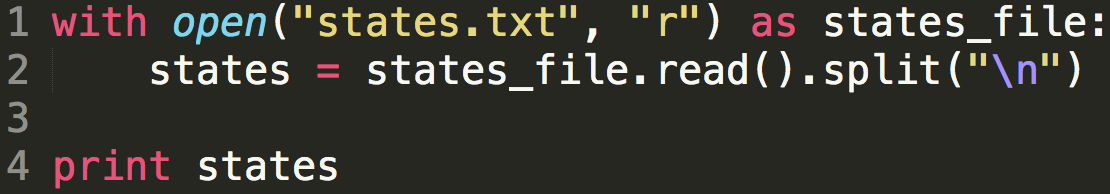 1 with open("states.txt", "r") as states_file:
2     states = states_file.read().split("\n")
3
4 print states